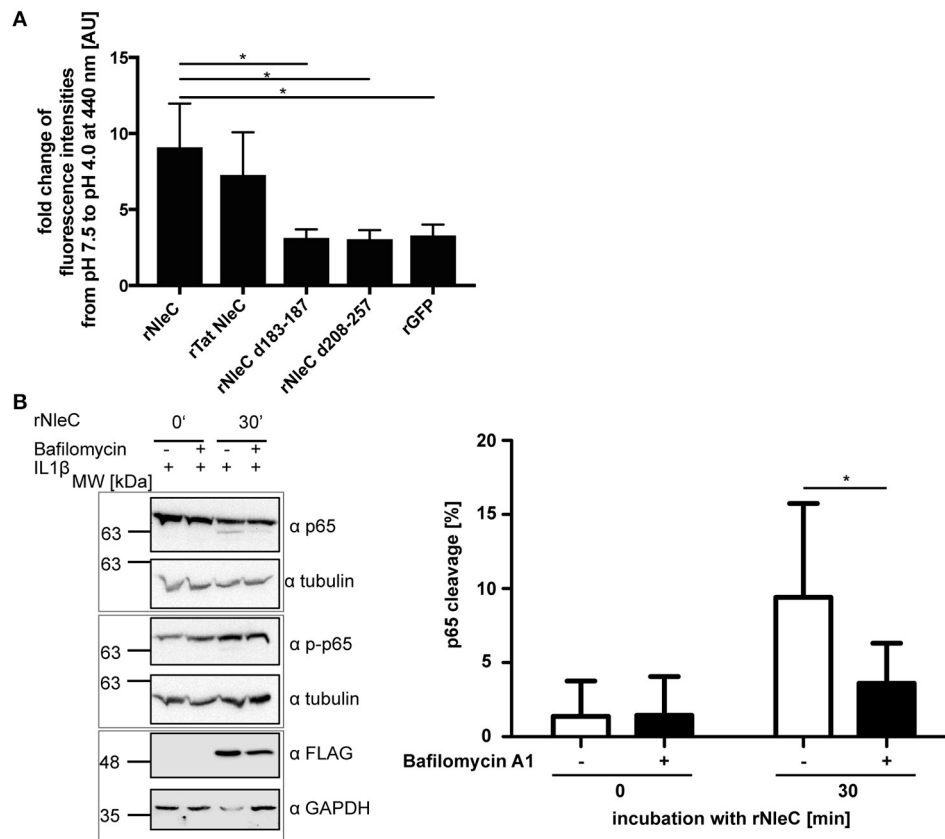 A
fold change of
fluorescence intensities
from pH 7.5 to pH 4.0 at 440 nm [AU]
15
10
5
0
*
*
*
rNleC
rTat NleC
rNleC d183-187
rNleC d208-257
rGFP
B
rNleC
0‘ 30’
Bafilomycin - + - +
IL1β + + + +
MW [kDa]
63 α p65
63 α tubulin
63 α p-p65
63 α tubulin
48 α FLAG
35 α GAPDH
p65 cleavage [%]
20
15
10
5
0
*
Bafilomycin A1 - + - +
0 30
incubation with rNleC [min]